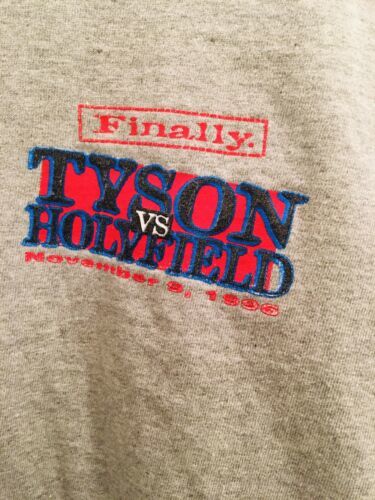 Finally.
TYSON
VS
HOLYFIELD
November 9, 1996